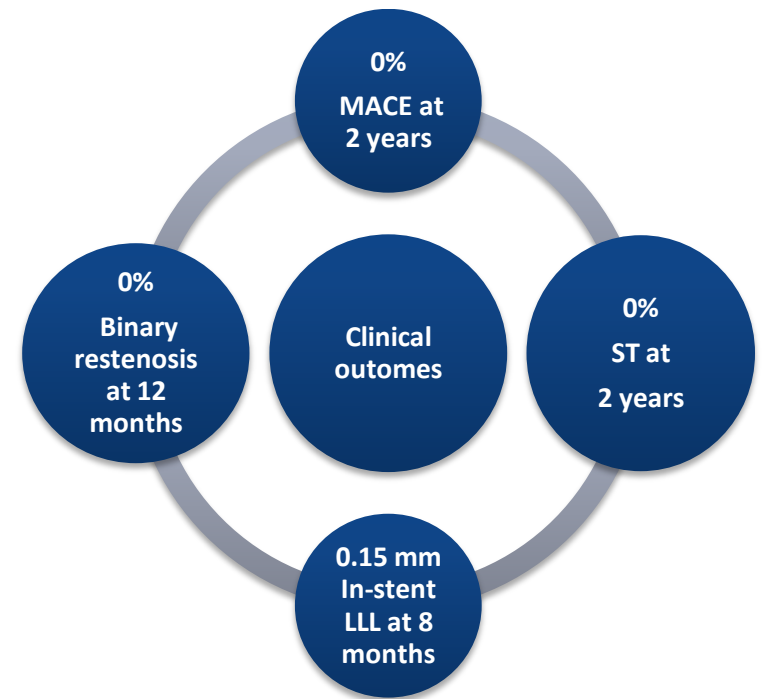 0%
MACE at
2 years
0%
Binary
restenosis
at 12
months
Clinical
outcomes
0%
ST at
2 years
0.15 mm
In-stent
LLL at 8
months